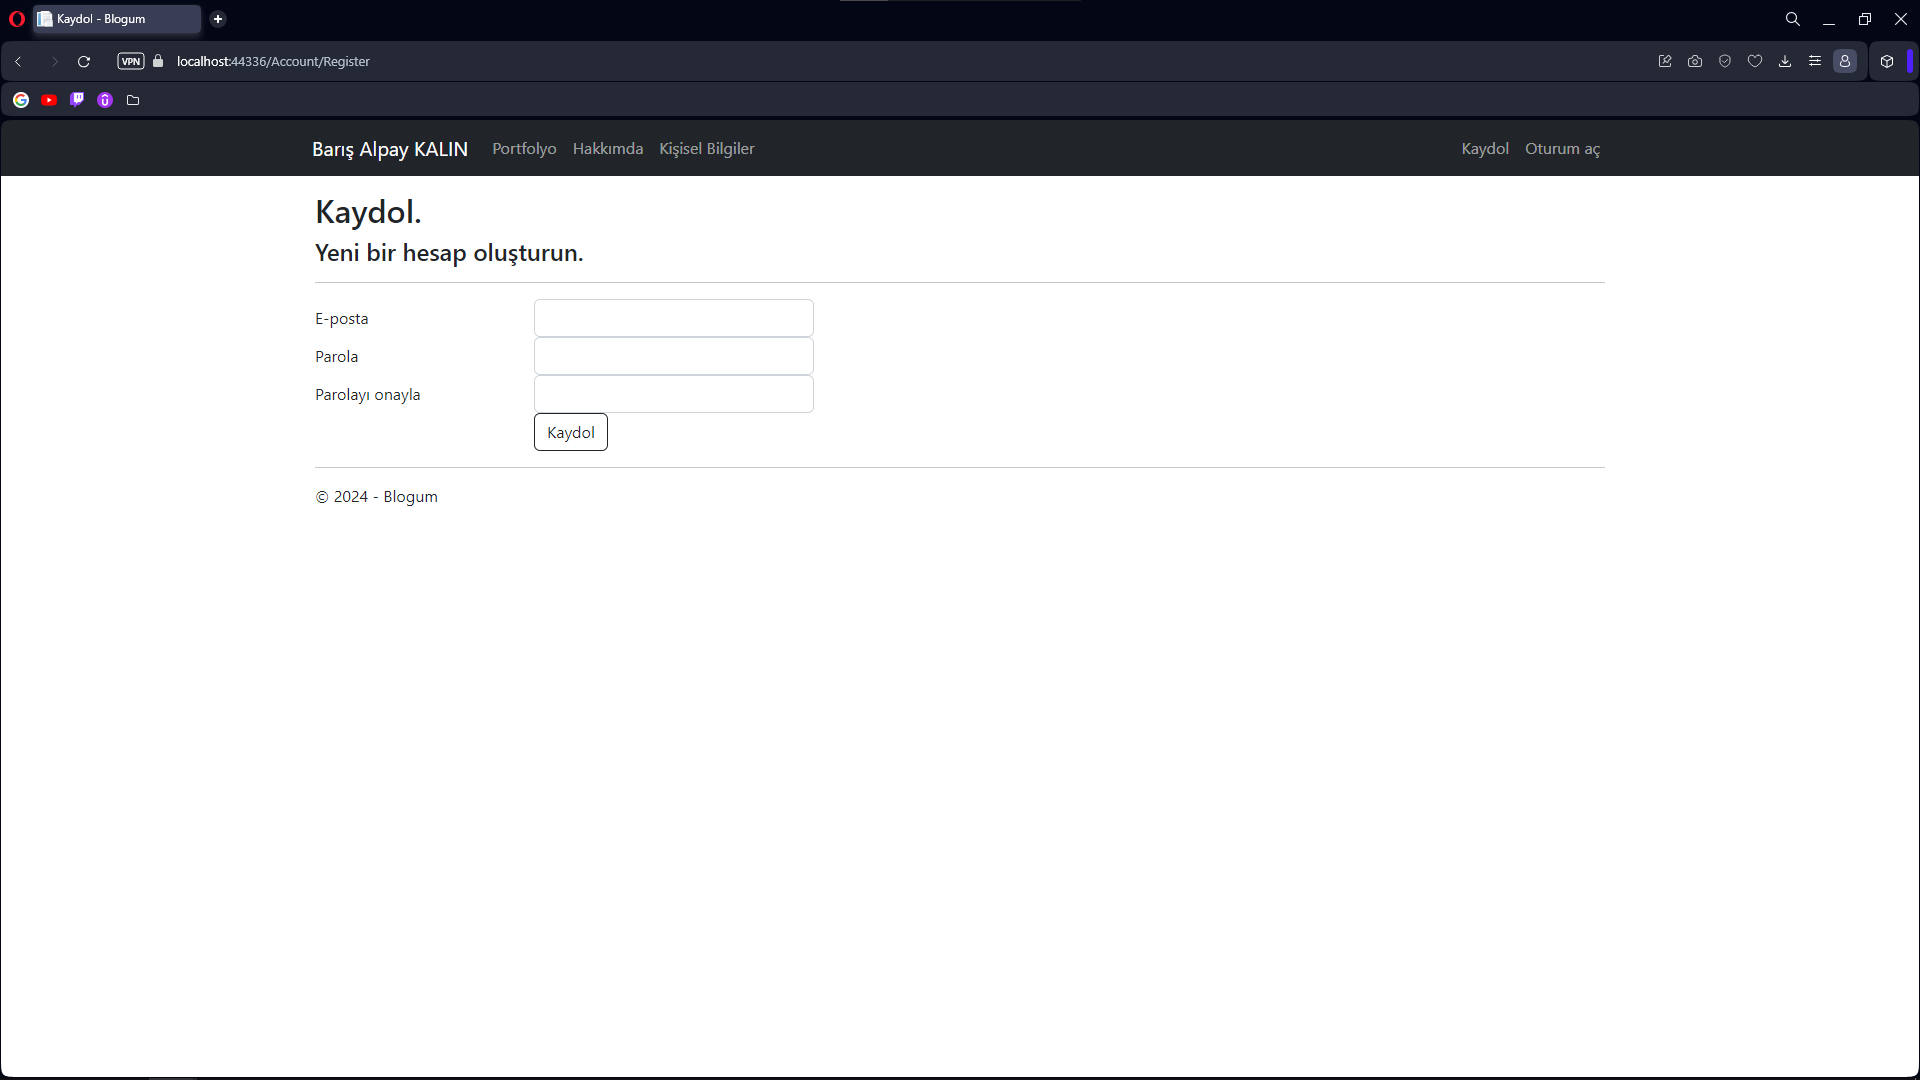 Kaydol - Blogum
VPN localhost:44336/Account/Register
Barış Alpay KALIN Portfolyo Hakkımda Kişisel Bilgiler Kaydol Oturum aç
Kaydol.
Yeni bir hesap oluşturun.
E-posta
Parola
Parolayı onayla
Kaydol
© 2024 - Blogum